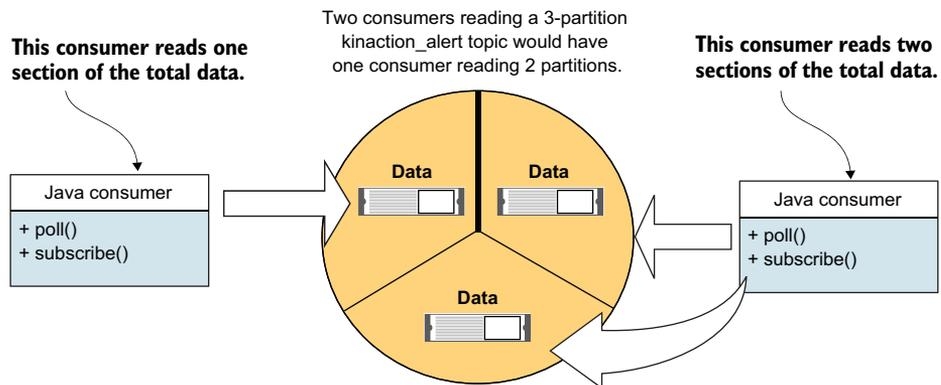 Two consumers reading a 3-partition
kinaction_alert topic would have
one consumer reading 2 partitions.
This consumer reads one
section of the total data.
This consumer reads two
sections of the total data.
Java consumer
+ poll()
+ subscribe()
Data
Data
Data
Java consumer
+ poll()
+ subscribe()